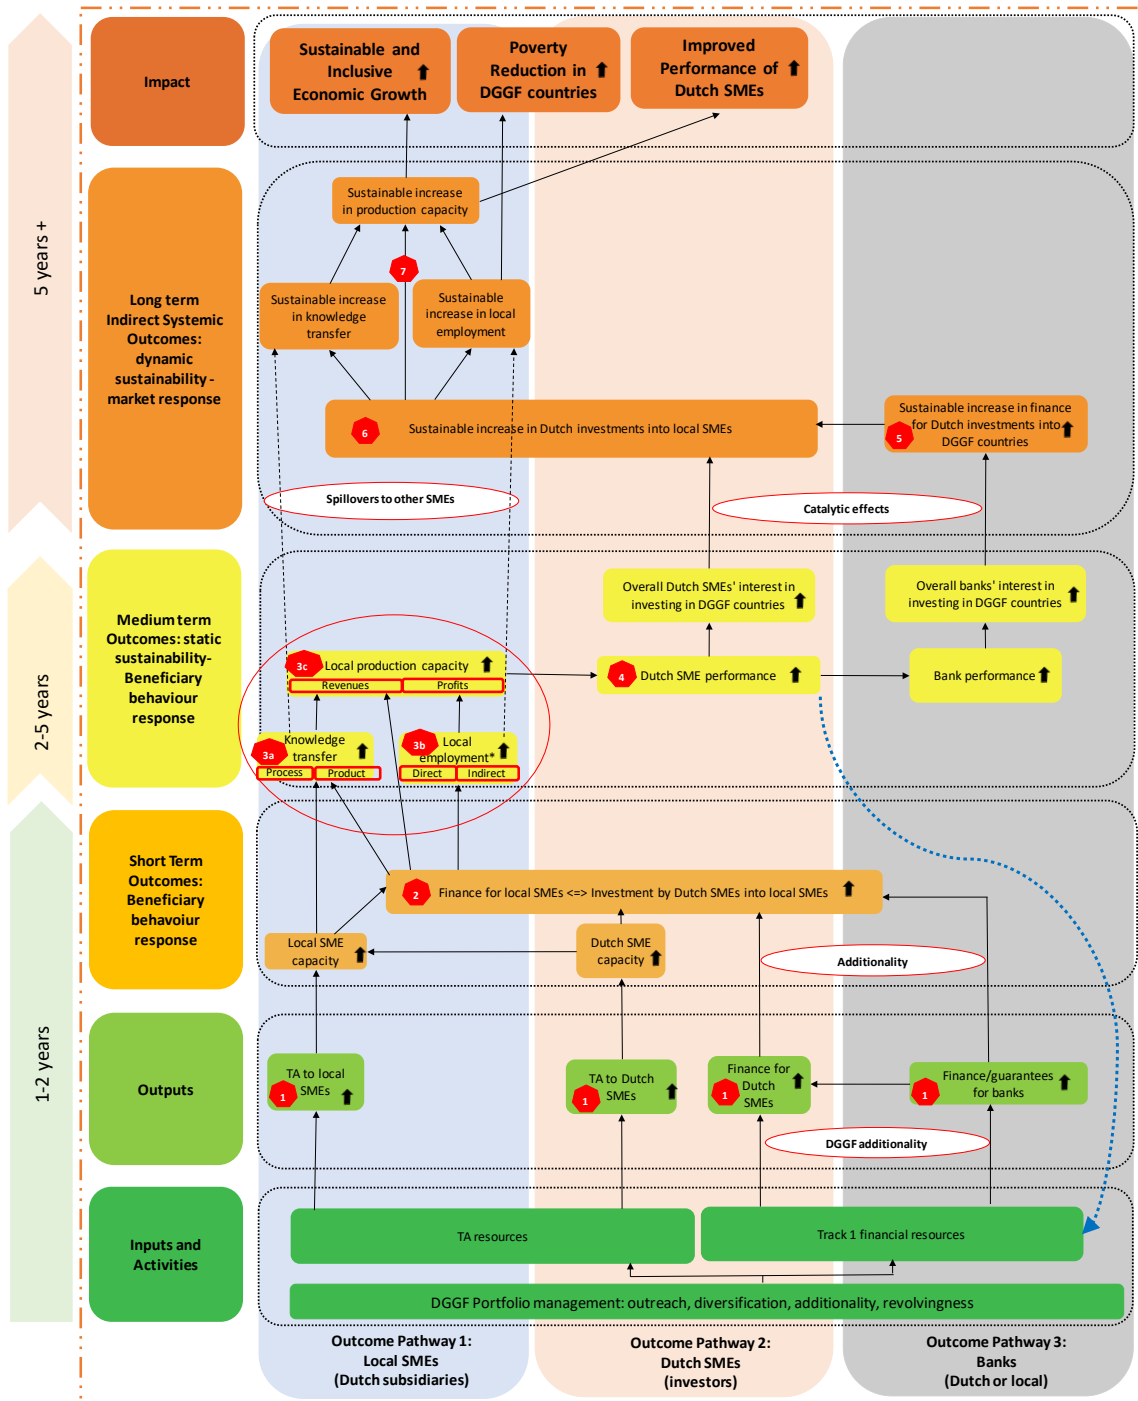 Impact
Sustainable and
Inclusive
Economic Growth
Poverty
Reduction in
DGGF countries
Improved
Performance of
Dutch SMEs
5 years +
Long term
Indirect Systemic
Outcomes:
dynamic
sustainability -
market response
Sustainable increase
in production capacity
7
Sustainable increase
in knowledge
transfer
Sustainable
increase in local
employment
6
Sustainable increase in Dutch investments into local SMEs
Sustainable increase in finance
for Dutch investments into
DGGF countries
5
Spillovers to other SMEs
Catalytic effects
2-5 years
Medium term
Outcomes: static
sustainability-
Beneficiary
behaviour
response
Overall Dutch SMEs' interest in
investing in DGGF countries
Overall banks' interest in
investing in DGGF countries
3c
Local production capacity
Revenues
Profits
4
Dutch SME performance
Bank performance
3a
Knowledge
transfer
Process
Product
3b
Local
employment*
Direct
Indirect
1-2 years
Short Term
Outcomes:
Beneficiary
behavoiur
response
2
Finance for local SMEs <=> Investment by Dutch SMEs into local SMEs
Local SME
capacity
Dutch SME
capacity
Additionality
Outputs
TA to local
SMEs
1
TA to Dutch
SMEs
1
Finance for
Dutch
SMEs
1
Finance/guarantees
for banks
1
DGGF additionality
Inputs and
Activities
TA resources
Track 1 financial resources
DGGF Portfolio management: outreach, diversification, additionality, revolvingness
Outcome Pathway 1:
Local SMEs
(Dutch subsidiaries)
Outcome Pathway 2:
Dutch SMEs
(investors)
Outcome Pathway 3:
Banks
(Dutch or local)